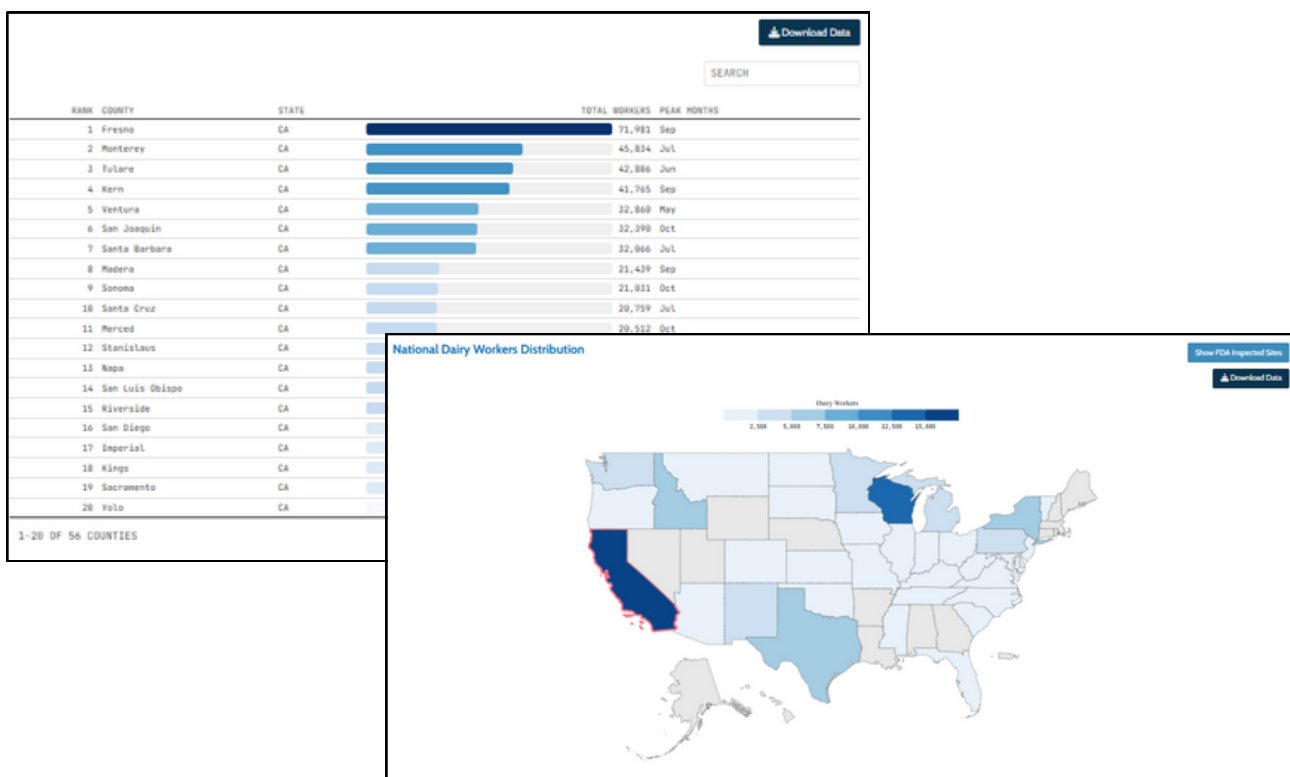 Download Data
SEARCH
RANK COUNTY STATE TOTAL WORKERS PEAK MONTHS
1 Fresno CA 71,981 Sep
2 Monterey CA 45,834 Jul
3 Tulare CA 42,886 Jun
4 Kern CA 41,765 Sep
5 Ventura CA 32,860 May
6 San Joaquin CA 32,390 Oct
7 Santa Barbara CA 32,066 Jul
8 Madera CA 21,439 Sep
9 Sonoma CA 21,031 Oct
10 Santa Cruz CA 20,759 Jul
11 Merced CA 20,512 Oct
12 Stanislaus CA
13 Napa CA
14 San Luis Obispo CA
15 Riverside CA
16 San Diego CA
17 Imperial CA
18 Kings CA
19 Sacramento CA
20 Yolo CA
1-20 OF 56 COUNTIES
National Dairy Workers Distribution
Show FDA Inspected Sites
Download Data
Dairy Workers
2,500 5,000 7,500 10,000 12,500 15,000